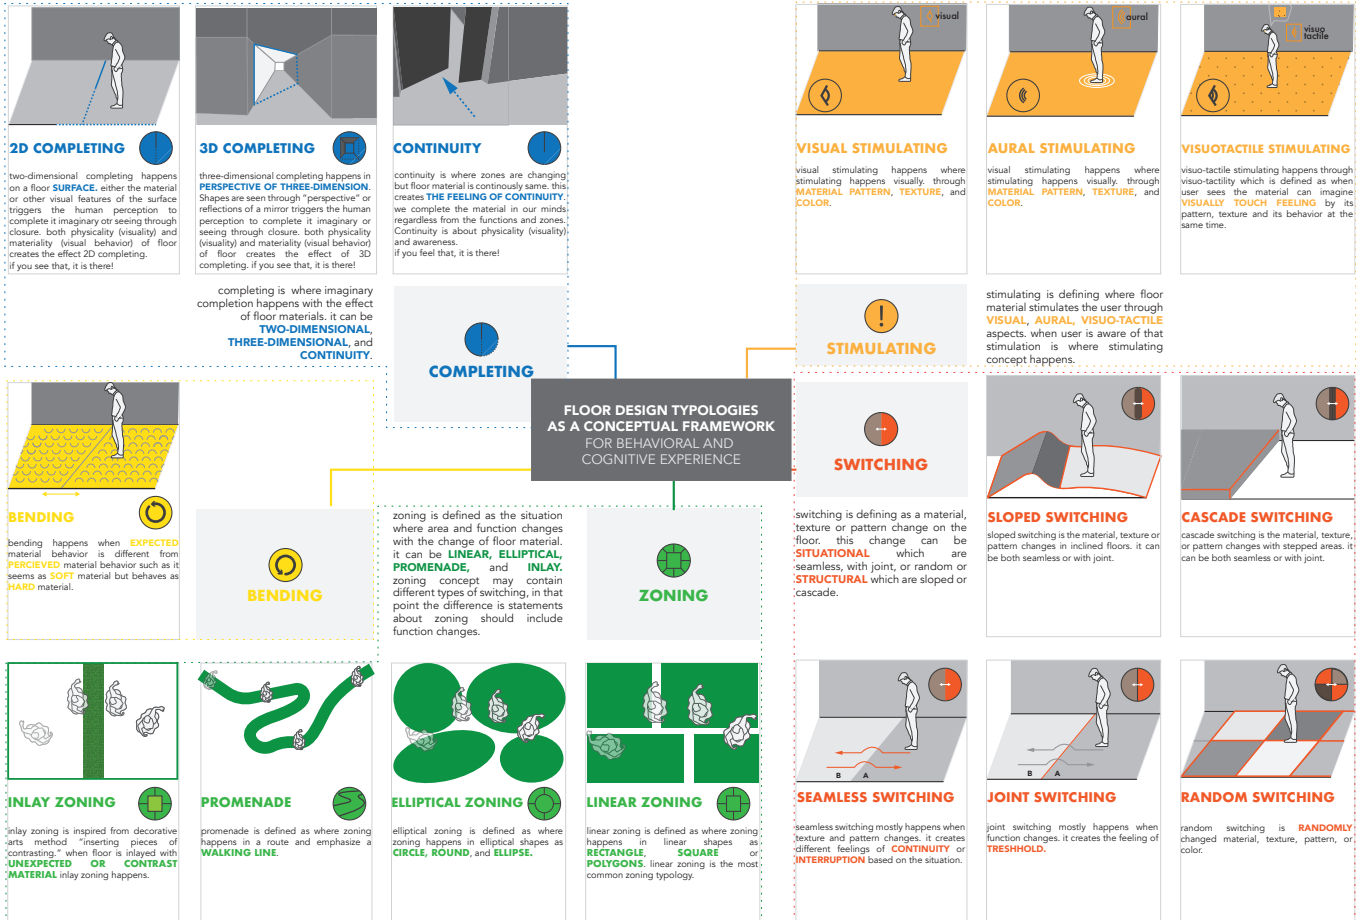 2D COMPLETING
two-dimensional completing happens
on a floor SURFACE. either the material
or other visual features of the surface
triggers the human perception to
complete it imaginary otr seeing through
closure. both physicality (visuality) and
materiality (visual behavior) of floor
creates the effect 2D completing.
if you see that, it is there!
3D COMPLETING
three-dimensional completing happens in
PERSPECTIVE OF THREE-DIMENSION.
Shapes are seen through "perspective" or
reflections of a mirror triggers the human
perception to complete it imaginary or
seeing through closure. both physicality
(visuality) and materiality (visual behavior)
of floor creates the effect of 3D
completing. if you see that, it is there!
CONTINUITY
continuity is where zones are changing
but floor material is continously same. this
creates THE FEELING OF CONTINUITY.
we complete the material in our minds
regardless from the functions and zones.
Continuity is about physicality (visuality)
and awareness.
if you feel that, it is there!
completing is where imaginary
completion happens with the effect
of floor materials. it can be
TWO-DIMENSIONAL,
THREE-DIMENSIONAL, and
CONTINUITY.
COMPLETING
visual
VISUAL STIMULATING
visual stimulating happens where
stimulating happens visually. through
MATERIAL PATTERN, TEXTURE, and
COLOR.
aural
AURAL STIMULATING
visual stimulating happens where
stimulating happens visually. through
MATERIAL PATTERN, TEXTURE, and
COLOR.
visuo
tactile
VISUOTACTILE STIMULATING
visuo-tactile stimulating happens through
visuo-tactility which is defined as when
user sees the material can imagine
VISUALLY TOUCH FEELING by its
pattern, texture and its behavior at the
same time.
!
STIMULATING
stimulating is defining where floor
material stimulates the user through
VISUAL, AURAL, VISUO-TACTILE
aspects. when user is aware of that
stimulation is where stimulating
concept happens.
FLOOR DESIGN TYPOLOGIES
AS A CONCEPTUAL FRAMEWORK
FOR BEHAVIORAL AND
COGNITIVE EXPERIENCE
BENDING
bending happens when EXPECTED
material behavior is different from
PERCIEVED material behavior such as it
seems as SOFT material but behaves as
HARD material.
BENDING
zoning is defined as the situation
where area and function changes
with the change of floor material.
it can be LINEAR, ELLIPTICAL,
PROMENADE, and INLAY.
zoning concept may contain
different types of switching, in that
point the difference is statements
about zoning should include
function changes.
ZONING
SWITCHING
switching is defining as a material,
texture or pattern change on the
floor. this change can be
SITUATIONAL which are
seamless, with joint, or random or
STRUCTURAL which are sloped or
cascade.
SLOPED SWITCHING
sloped switching is the material, texture or
pattern changes in inclined floors. it can
be both seamless or with joint.
CASCADE SWITCHING
cascade switching is the material, texture,
or pattern changes with stepped areas. it
can be both seamless or with joint.
INLAY ZONING
inlay zoning is inspired from decorative
arts method "inserting pieces of
contrasting." when floor is inlayed with
UNEXPECTED OR CONTRAST
MATERIAL inlay zoning happens.
PROMENADE
promenade is defined as where zoning
happens in a route and emphasize a
WALKING LINE.
ELLIPTICAL ZONING
elliptical zoning is defined as where
zoning happens in elliptical shapes as
CIRCLE, ROUND, and ELLIPSE.
LINEAR ZONING
linear zoning is defined as where zoning
happens in linear shapes as
RECTANGLE, SQUARE or
POLYGONS. linear zoning is the most
common zoning typology.
B A
SEAMLESS SWITCHING
seamless switching mostly happens when
texture and pattern changes. it creates
different feelings of CONTINUITY or
INTERRUPTION based on the situation.
B A
JOINT SWITCHING
joint switching mostly happens when
function changes. it creates the feeling of
TRESHHOLD.
RANDOM SWITCHING
random switching is RANDOMLY
changed material, texture, pattern, or
color.